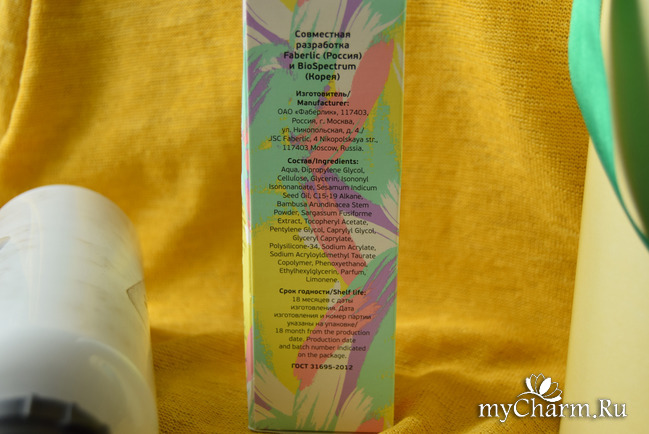 Совместная
разработка
Faberlic (Россия)
и BioSpectrum
(Корея)
Изготовитель/
Manufacturer:
ОАО «Фаберлик», 117403,
Россия, г. Москва,
ул. Никопольская, д. 4./
JSC Faberlic, 4 Nikopolskaya str.,
117403 Moscow, Russia.
Состав/Ingredients:
Aqua, Dipropylene Glycol,
Cellulose, Glycerin, Isononyl
Isononanoate, Sesamum Indicum
Seed Oil, C15-19 Alkane,
Bambusa Arundinacea Stem
Powder, Sargassum Fusiforme
Extract, Tocopheryl Acetate,
Pentylene Glycol, Caprylyl Glycol,
Glyceryl Caprylate,
Polysilicone-34, Sodium Acrylate,
Sodium Acryloyldimethyl Taurate
Copolymer, Phenoxyethanol,
Ethylhexylglycerin, Parfum,
Limonene.
Срок годности/Shelf life:
18 месяцев с даты
изготовления. Дата
изготовления и номер партии
указаны на упаковке/
18 month from the production
date. Production date
and batch number indicated
on the package.
ГОСТ 31695-2012
myCharm.Ru